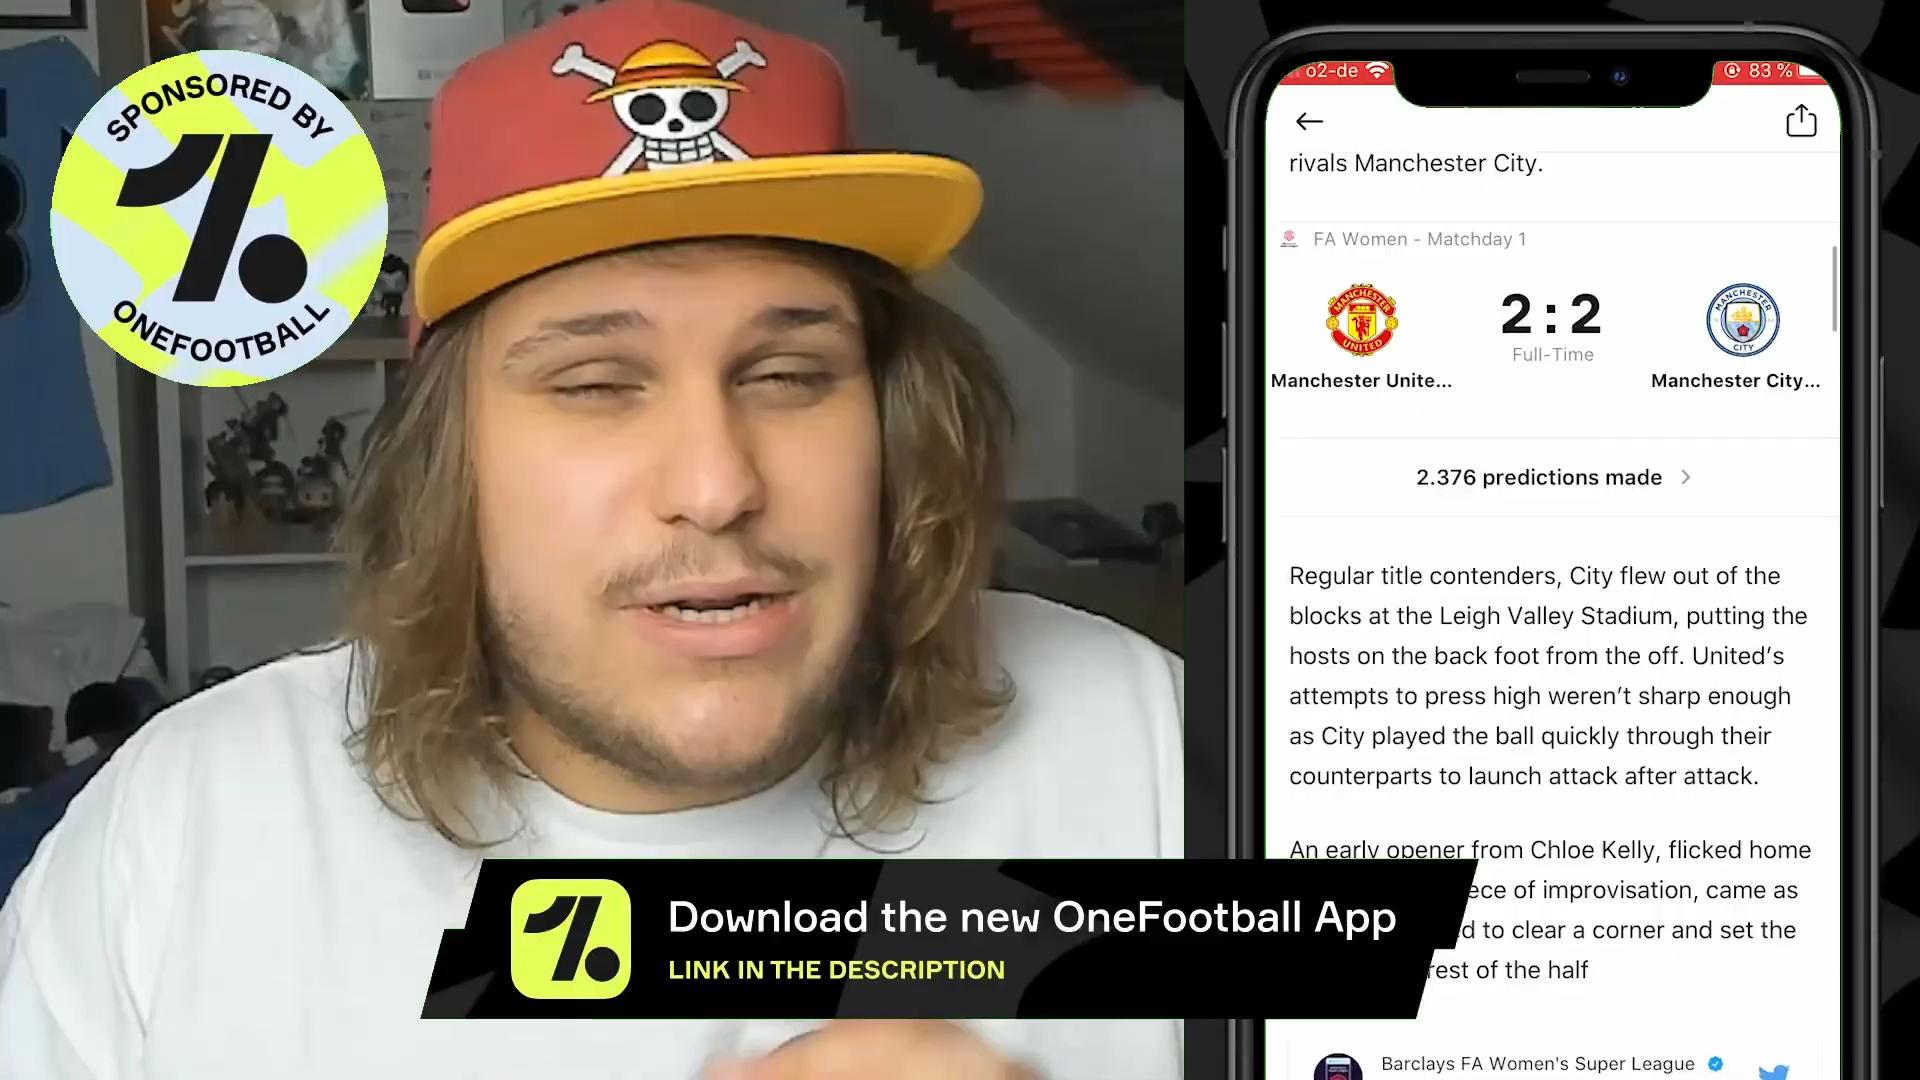 SPONSORED BY
ONEFOOTBALL
o2-de
83 %
rivals Manchester City.
FA Women - Matchday 1
MANCHESTER
UNITED
2:2
MANCHESTER
CITY
Full-Time
Manchester Unite...
Manchester City...
2.376 predictions made
Regular title contenders, City flew out of the
blocks at the Leigh Valley Stadium, putting the
hosts on the back foot from the off. United’s
attempts to press high weren’t sharp enough
as City played the ball quickly through their
counterparts to launch attack after attack.
An early opener from Chloe Kelly, flicked home
ece of improvisation, came as
d to clear a corner and set the
rest of the half
Barclays FA Women's Super League
Download the new OneFootball App
LINK IN THE DESCRIPTION